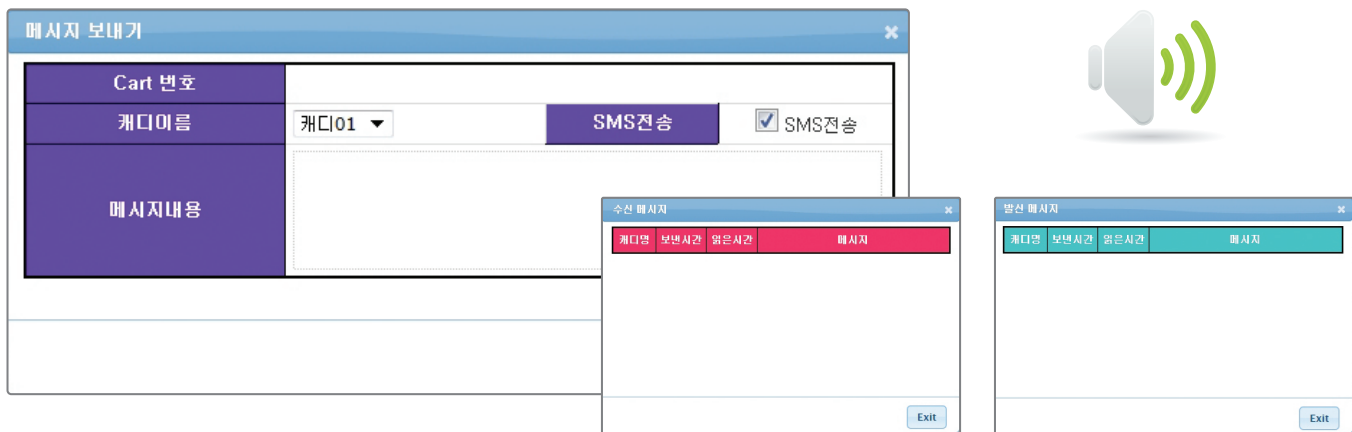 메시지 보내기
Cart 번호
캐디이름 캐디01 SMS전송 SMS전송
메시지내용
수신 메시지
캐디명 보낸시간 읽은시간 메시지
Exit
발신 메시지
캐디명 보낸시간 읽은시간 메시지
Exit